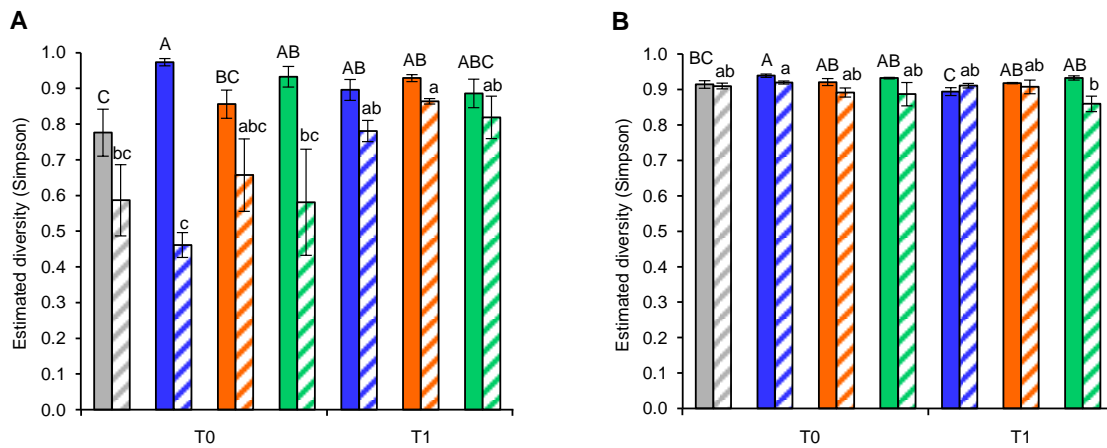 A
Estimated diversity (Simpson)
1.0
0.9
0.8
0.7
0.6
0.5
0.4
0.3
0.2
0.1
0.0
C
bc
A
c
BC
abc
AB
bc
AB
ab
AB
a
ABC
ab
T0
T1
B
Estimated diversity (Simpson)
1.0
0.9
0.8
0.7
0.6
0.5
0.4
0.3
0.2
0.1
0.0
BC
ab
A
a
AB
ab
AB
ab
C
ab
AB
ab
AB
b
T0
T1